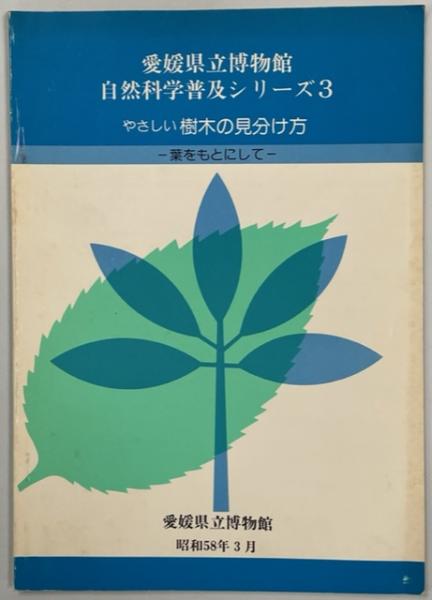 愛媛県立博物館
自然科学普及シリーズ3
やさしい樹木の見分け方
−葉をもとにして−
愛媛県立博物館
昭和58年3月